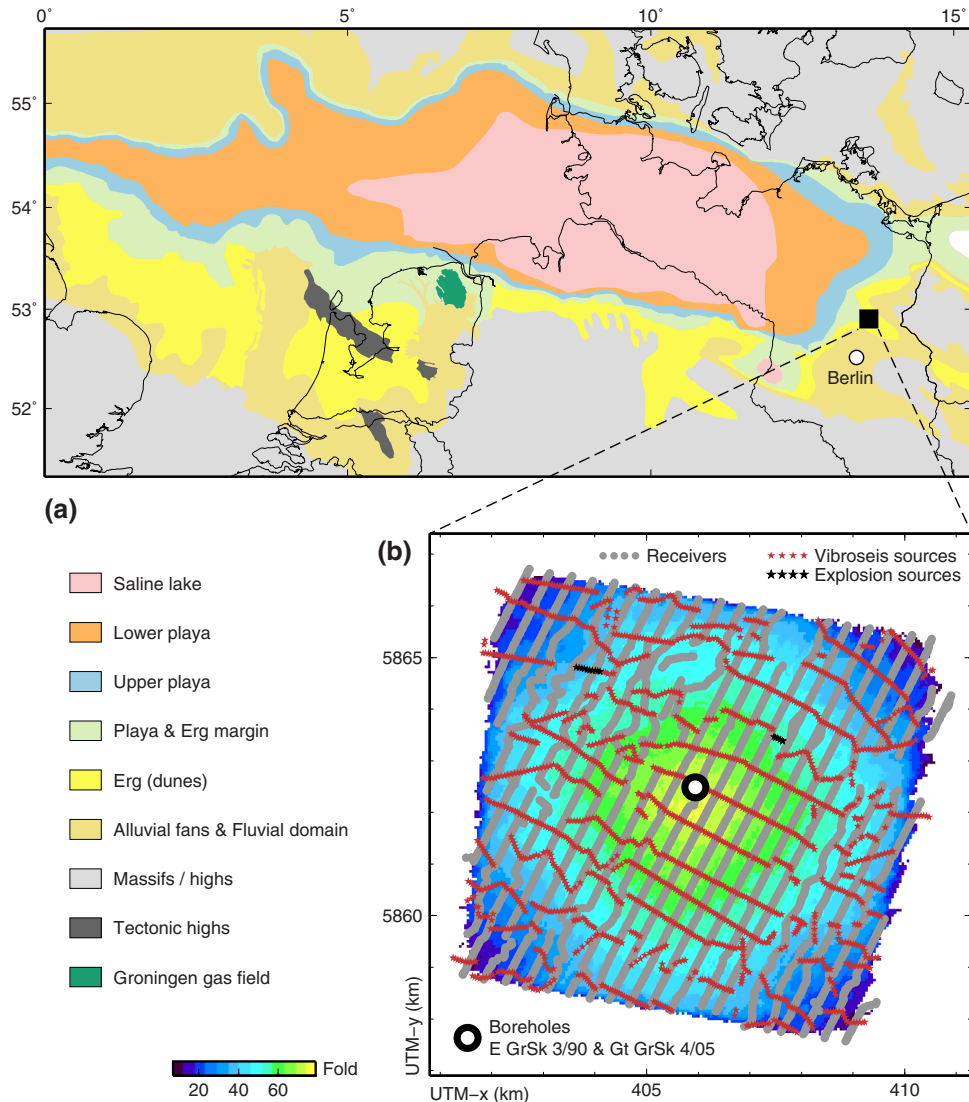 0° 5° 10° 15°
55°
54°
53°
52°
Berlin
(a)
Saline lake
Lower playa
Upper playa
Playa & Erg margin
Erg (dunes)
Alluvial fans & Fluvial domain
Massifs / highs
Tectonic highs
Groningen gas field
20 40 60 Fold
(b)
Receivers
Vibroseis sources
Explosion sources
5865
5860
UTM−y (km)
Boreholes
E GrSk 3/90 & Gt GrSk 4/05
UTM−x (km) 405 410